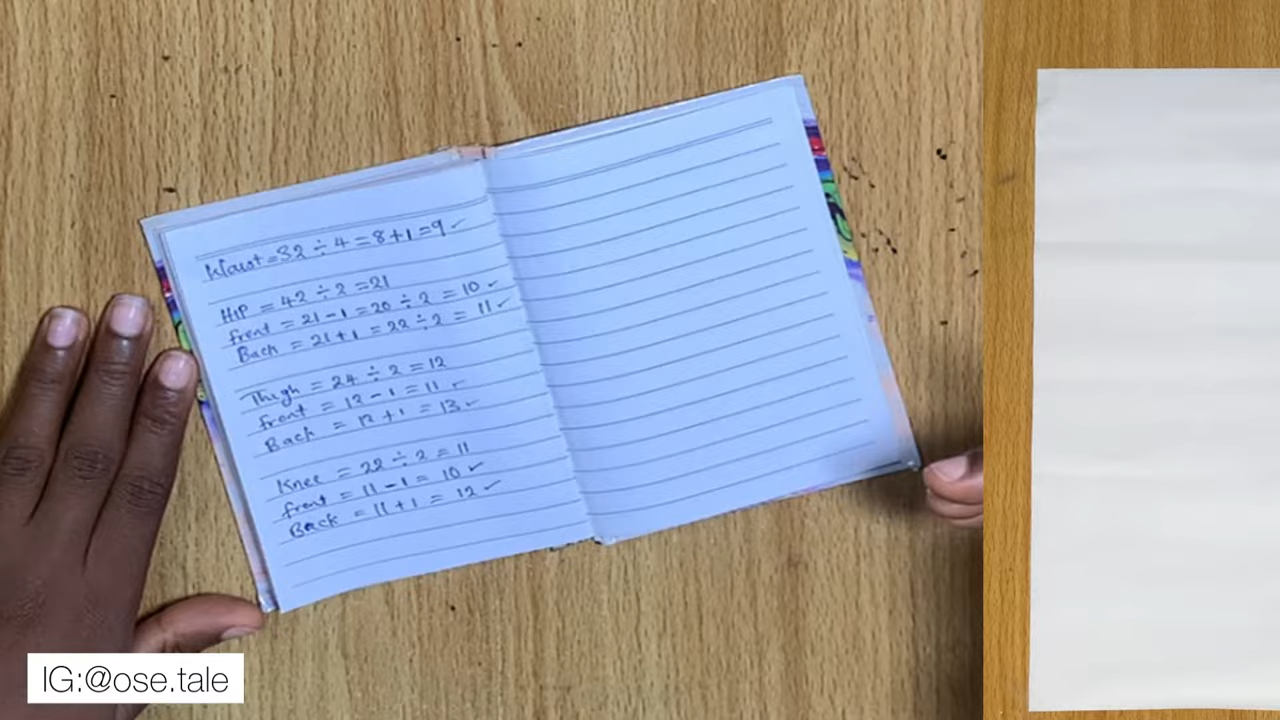 Waist = 32 ÷ 4 = 8 + 1 = 9 ✓
HIP = 42 ÷ 2 = 21
front = 21 - 1 = 20 ÷ 2 = 10 ✓
Back = 21 + 1 = 22 ÷ 2 = 11 ✓
Thigh = 24 ÷ 2 = 12
front = 12 - 1 = 11 ✓
Back = 12 + 1 = 13 ✓
Knee = 22 ÷ 2 = 11
front = 11 - 1 = 10 ✓
Back = 11 + 1 = 12 ✓
IG:@ose.tale